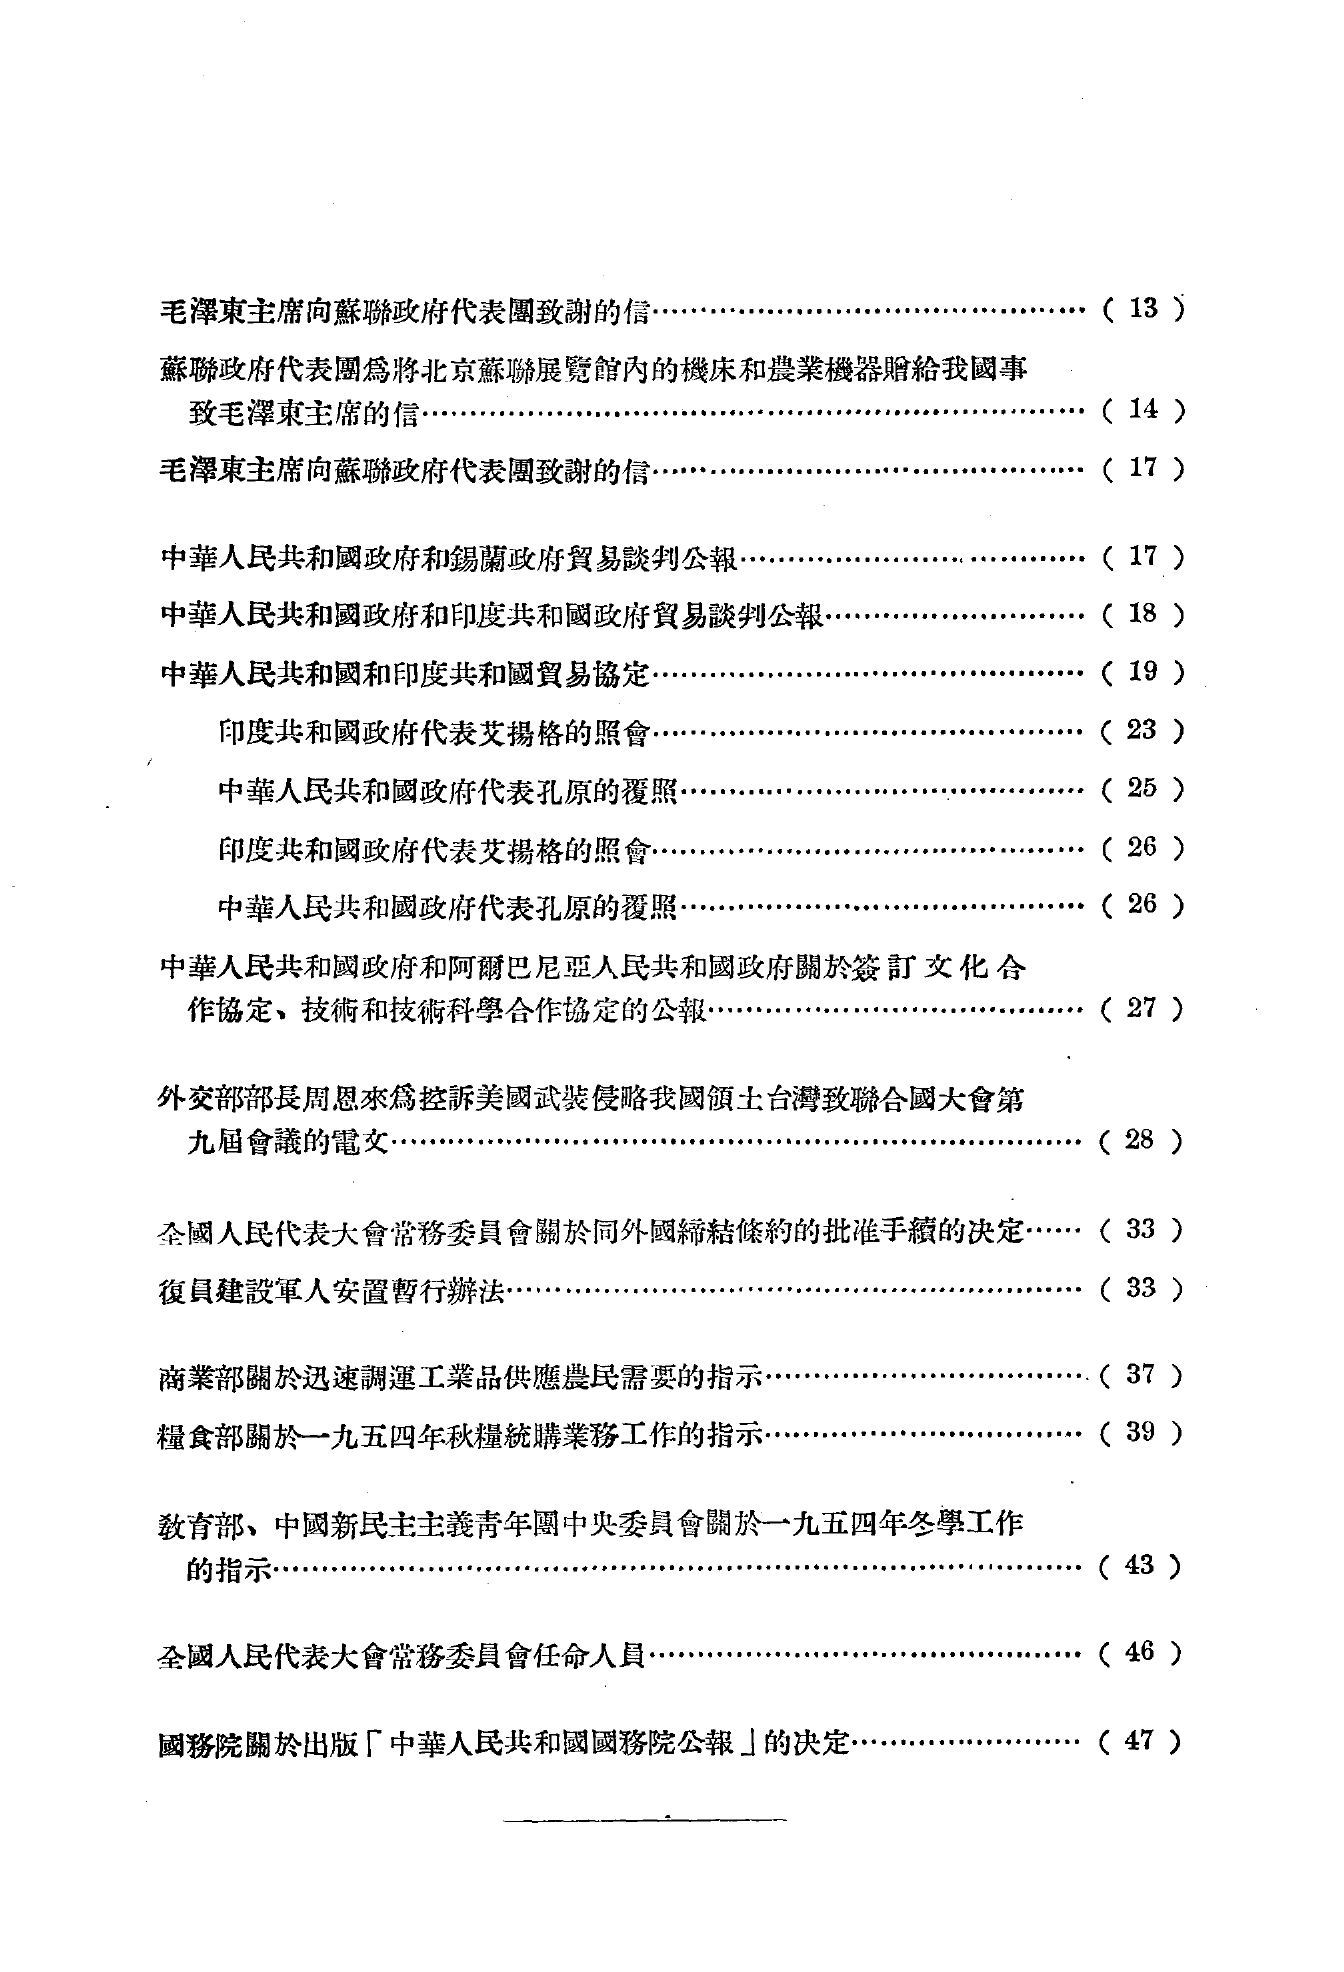 毛澤東主席向蘇聯政府代表團致謝的信……………………………………( 13 )
蘇聯政府代表團爲將北京蘇聯展覽館內的機床和農業機器贈給我國事
致毛澤東主席的信………………………………………………………( 14 )
毛澤東主席向蘇聯政府代表團致謝的信……………………………………( 17 )
中華人民共和國政府和錫蘭政府貿易談判公報……………………………( 17 )
中華人民共和國政府和印度共和國政府貿易談判公報……………………( 18 )
中華人民共和國和印度共和國貿易協定……………………………………( 19 )
印度共和國政府代表艾揚格的照會……………………………………( 23 )
中華人民共和國政府代表孔原的覆照…………………………………( 25 )
印度共和國政府代表艾揚格的照會……………………………………( 26 )
中華人民共和國政府代表孔原的覆照…………………………………( 26 )
中華人民共和國政府和阿爾巴尼亞人民共和國政府關於簽訂文化合
作協定、技術和技術科學合作協定的公報………………………………( 27 )
外交部部長周恩來爲控訴美國武裝侵略我國領土台灣致聯合國大會第
九屆會議的電文…………………………………………………………( 28 )
全國人民代表大會常務委員會關於同外國締結條約的批准手續的决定……( 33 )
復員建設軍人安置暫行辦法…………………………………………………( 33 )
商業部關於迅速調運工業品供應農民需要的指示…………………………( 37 )
糧食部關於一九五四年秋糧統購業務工作的指示…………………………( 39 )
敎育部、中國新民主主義靑年團中央委員會關於一九五四年冬學工作
的指示……………………………………………………………………( 43 )
全國人民代表大會常務委員會任命人員……………………………………( 46 )
國務院關於出版「中華人民共和國國務院公報」的决定…………………( 47 )